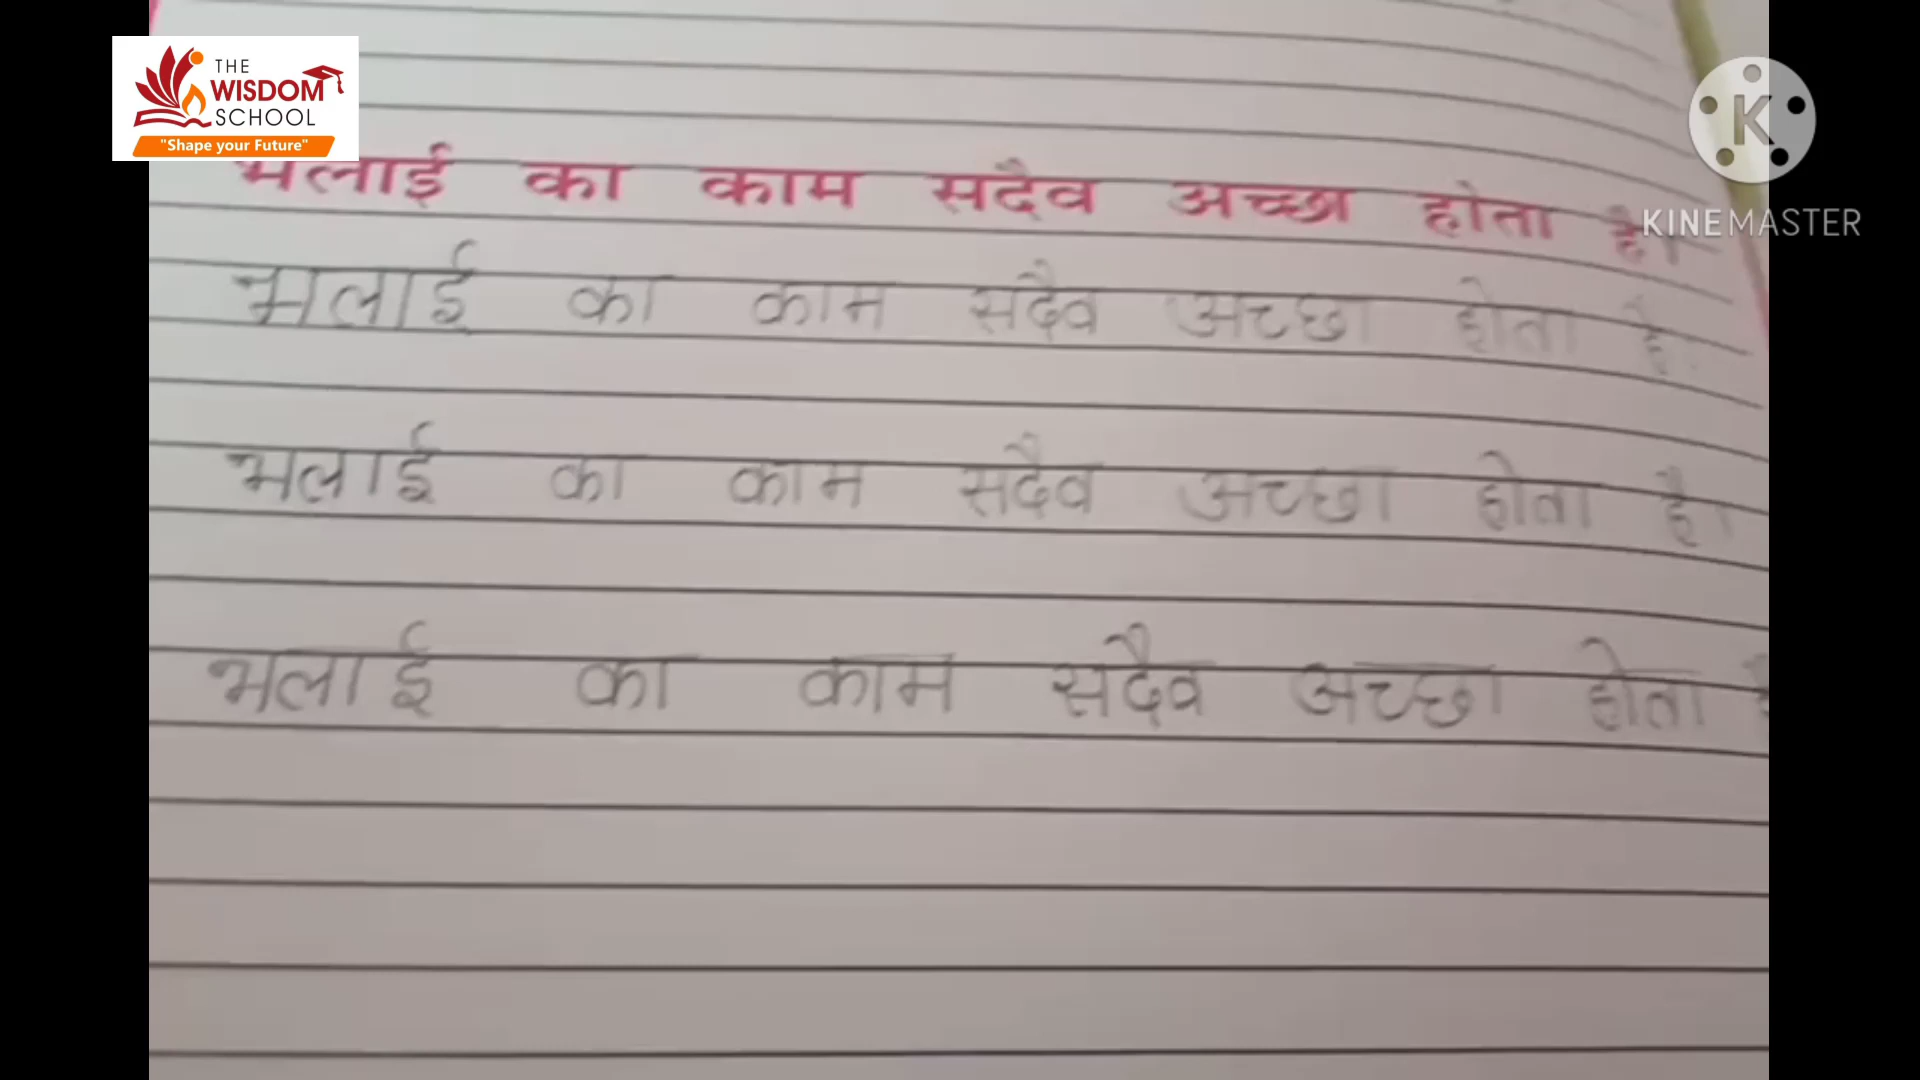 THE
WISDOM
SCHOOL
"Shape your Future"
K
KINEMASTER
भलाई का काम सदैव अच्छा होता है।
भलाई का काम सदैव अच्छा होता है।
भलाई का काम सदैव अच्छा होता है।
भलाई का काम सदैव अच्छा होता